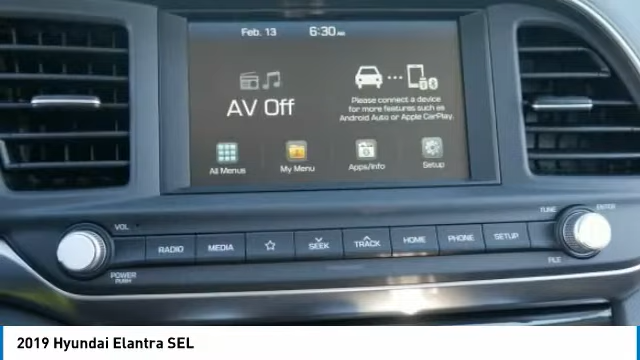 Feb. 13 6:30 AM
AV Off
Please connect a device
for more features such as
Android Auto or Apple CarPlay.
All Menus My Menu Apps/Info Setup
VOL TUNE ENTER
RADIO MEDIA SEEK TRACK HOME PHONE SETUP
POWER
PUSH
FILE
2019 Hyundai Elantra SEL